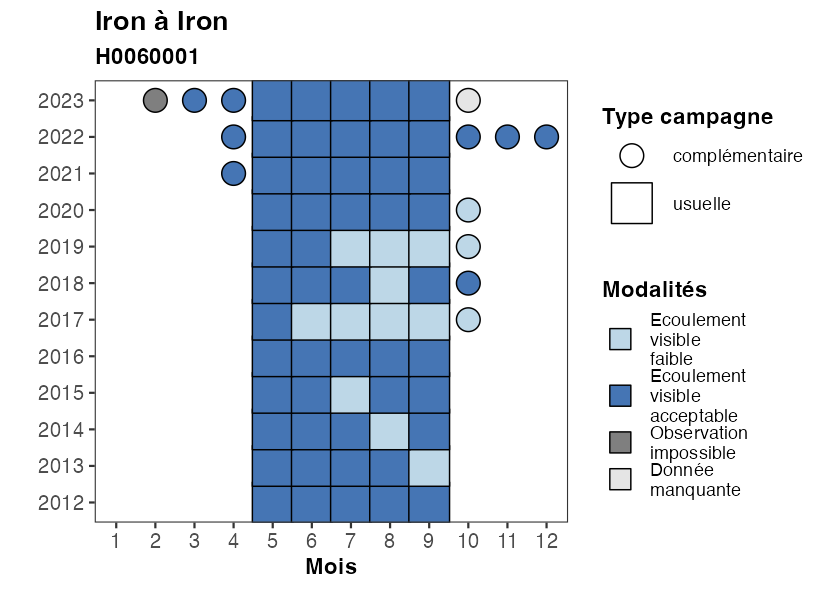 Iron à Iron
H0060001
2023
2022
2021
2020
2019
2018
2017
2016
2015
2014
2013
2012
1 2 3 4 5 6 7 8 9 10 11 12
Mois
Type campagne
complémentaire
usuelle
Modalités
Ecoulement
visible
faible
Ecoulement
visible
acceptable
Observation
impossible
Donnée
manquante